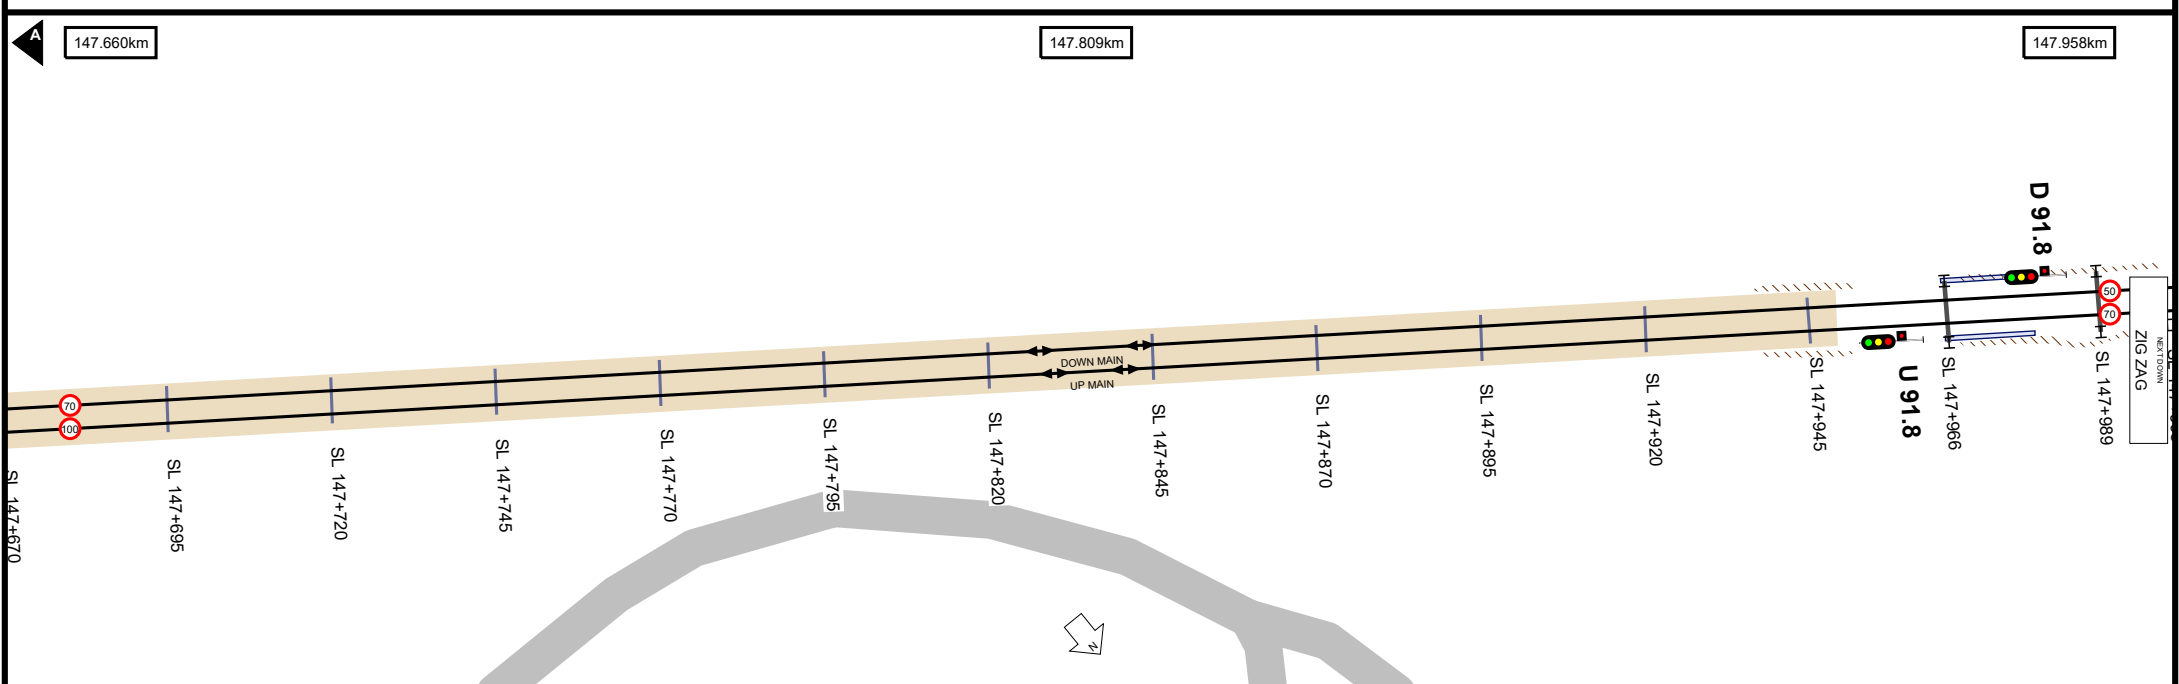 A
147.660km
147.809km
147.958km
D 91.8
50
70
DOWN MAIN
UP MAIN
70
100
U 91.8
NEXT DOWN
ZIG ZAG
SL 147+670
SL 147+695
SL 147+720
SL 147+745
SL 147+770
SL 147+795
SL 147+820
SL 147+845
SL 147+870
SL 147+895
SL 147+920
SL 147+945
SL 147+966
SL 147+989
N